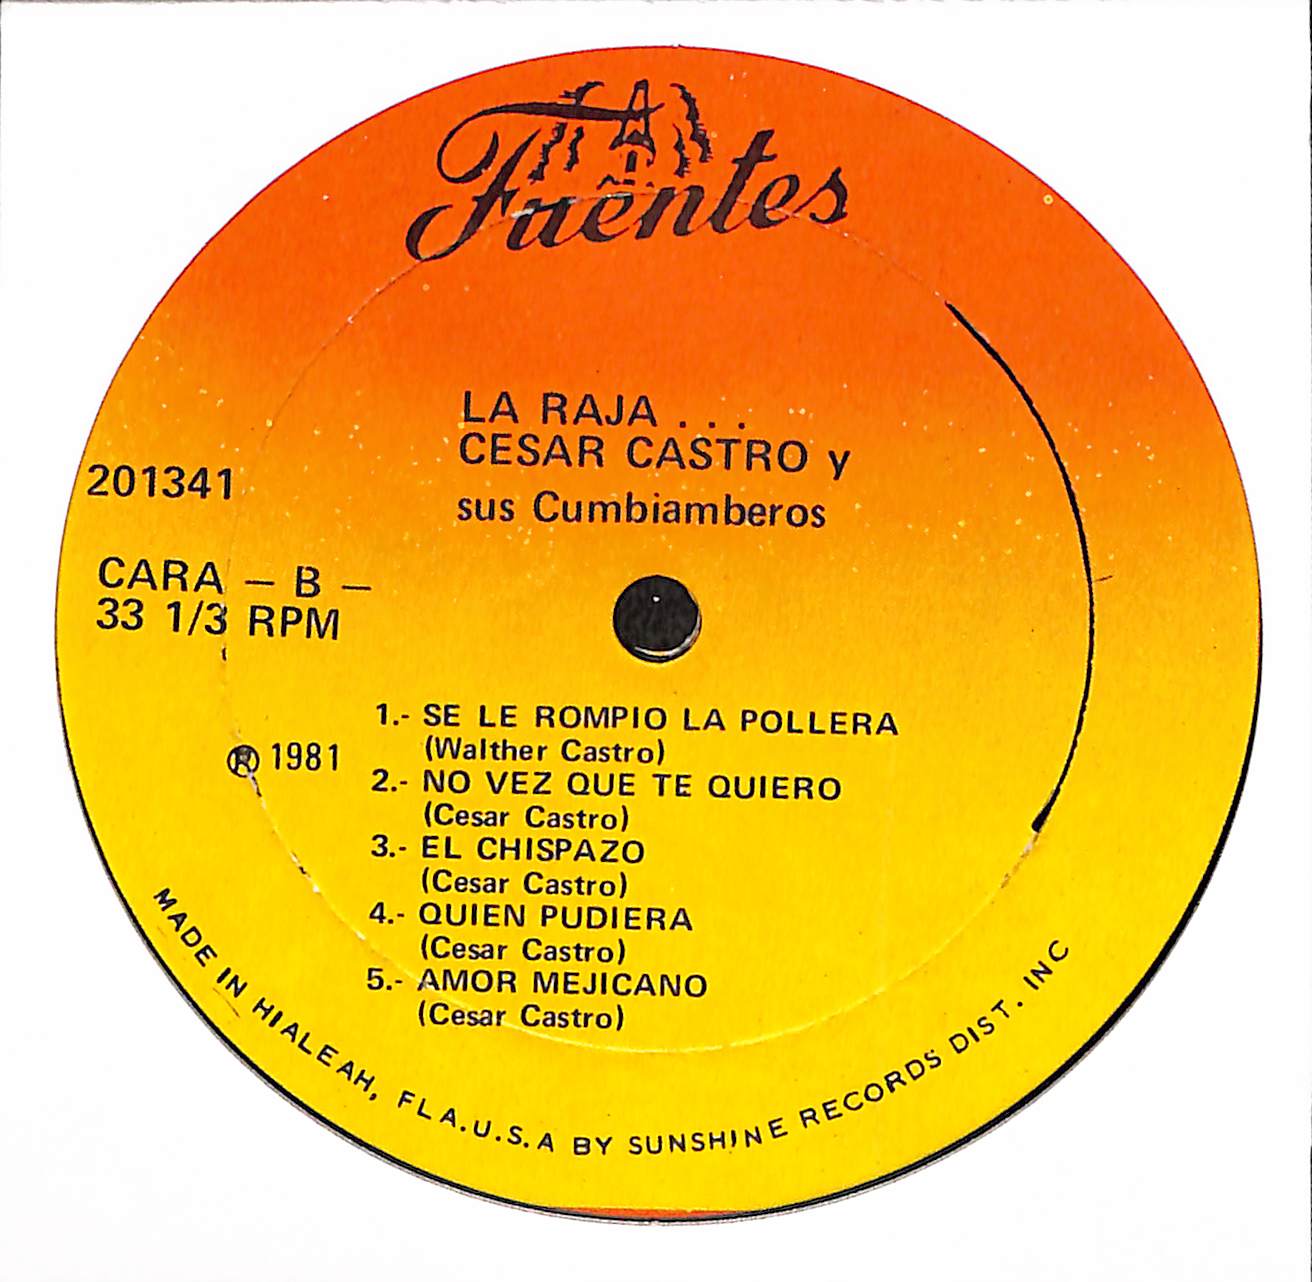 Fuentes
LA RAJA . . .
CESAR CASTRO y
sus Cumbiamberos
201341
CARA - B -
33 1/3 RPM
℗ 1981
1.- SE LE ROMPIO LA POLLERA
(Walther Castro)
2.- NO VEZ QUE TE QUIERO
(Cesar Castro)
3.- EL CHISPAZO
(Cesar Castro)
4.- QUIEN PUDIERA
(Cesar Castro)
5.- AMOR MEJICANO
(Cesar Castro)
MADE IN HIALEAH, FLA.U.S.A BY SUNSHINE RECORDS DIST. INC